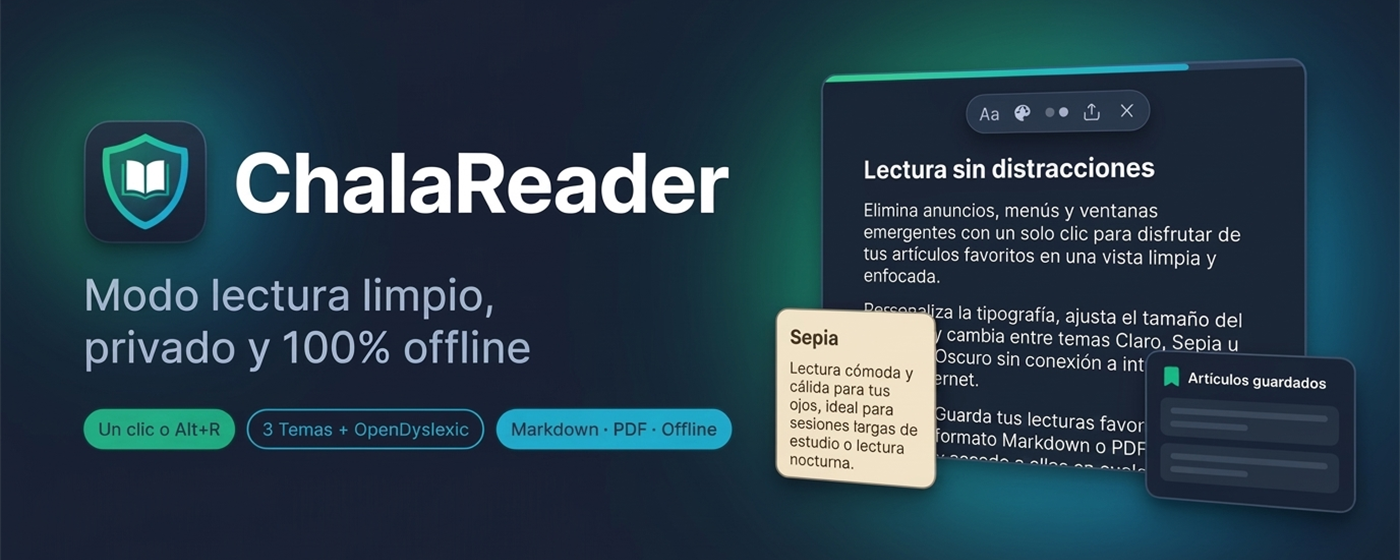 ChalaReader
Modo lectura limpio,
privado y 100% offline
Un clic o Alt+R
3 Temas + OpenDyslexic
Markdown · PDF · Offline
Aa
Lectura sin distracciones
Elimina anuncios, menús y ventanas
emergentes con un solo clic para disfrutar de
tus artículos favoritos en una vista limpia y
enfocada.
Personaliza la tipografía, ajusta el tamaño del
y cambia entre temas Claro, Sepia u
Oscuro sin conexión a int
ernet.
Guarda tus lecturas favor
formato Markdown o PDF
Sepia
Lectura cómoda y
cálida para tus
ojos, ideal para
sesiones largas de
estudio o lectura
nocturna.
Artículos guardados